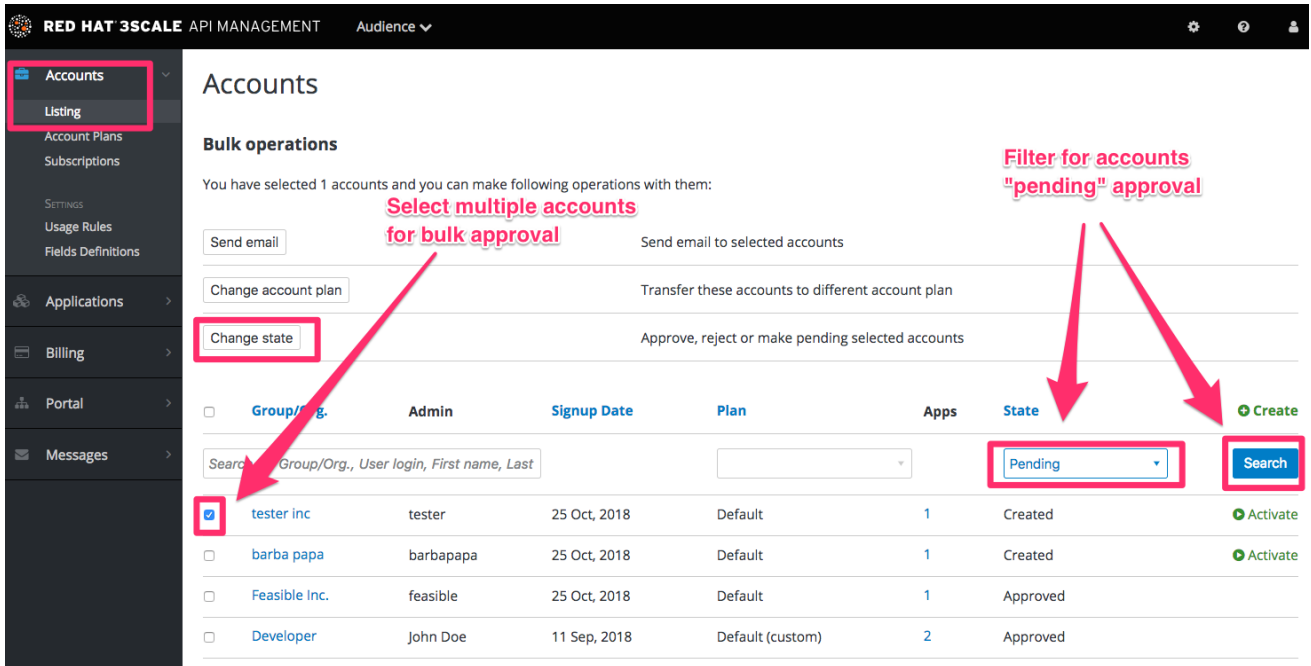 RED HAT 3SCALE API MANAGEMENT Audience
Accounts
Listing
Account Plans
Subscriptions
SETTINGS
Usage Rules
Fields Definitions
Applications
Billing
Portal
Messages
Accounts
Bulk operations
You have selected 1 accounts and you can make following operations with them:
Select multiple accounts
for bulk approval
Filter for accounts
"pending" approval
Send email Send email to selected accounts
Change account plan Transfer these accounts to different account plan
Change state Approve, reject or make pending selected accounts
Group/Org. Admin Signup Date Plan Apps State Create
Group/Org., User login, First name, Last Pending Search
tester inc tester 25 Oct, 2018 Default 1 Created Activate
barba papa barbapapa 25 Oct, 2018 Default 1 Created Activate
Feasible Inc. feasible 25 Oct, 2018 Default 1 Approved
Developer John Doe 11 Sep, 2018 Default (custom) 2 Approved